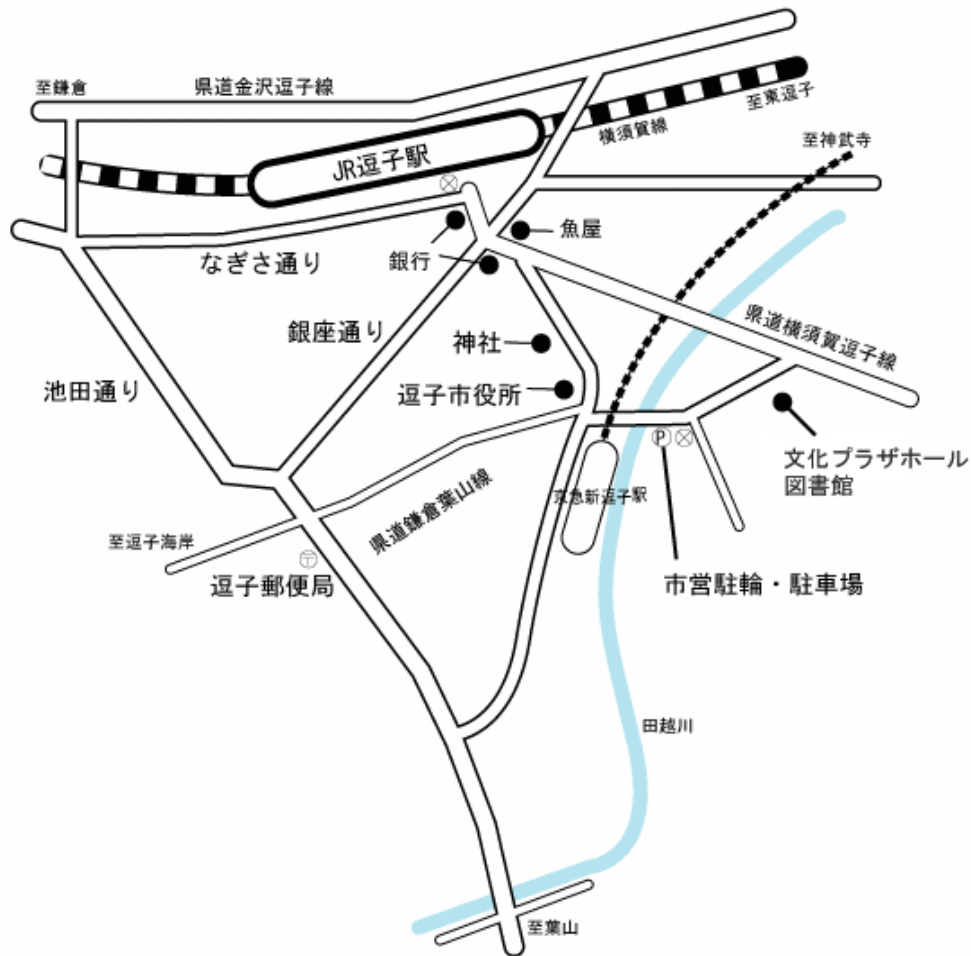 至鎌倉
県道金沢逗子線
至東逗子
横須賀線
至神武寺
JR逗子駅
魚屋
なぎさ通り
銀行
銀座通り
神社
県道横須賀逗子線
池田通り
逗子市役所
P
文化プラザホール
図書館
県道鎌倉葉山線
京急新逗子駅
至逗子海岸
逗子郵便局
市営駐輪・駐車場
田越川
至葉山